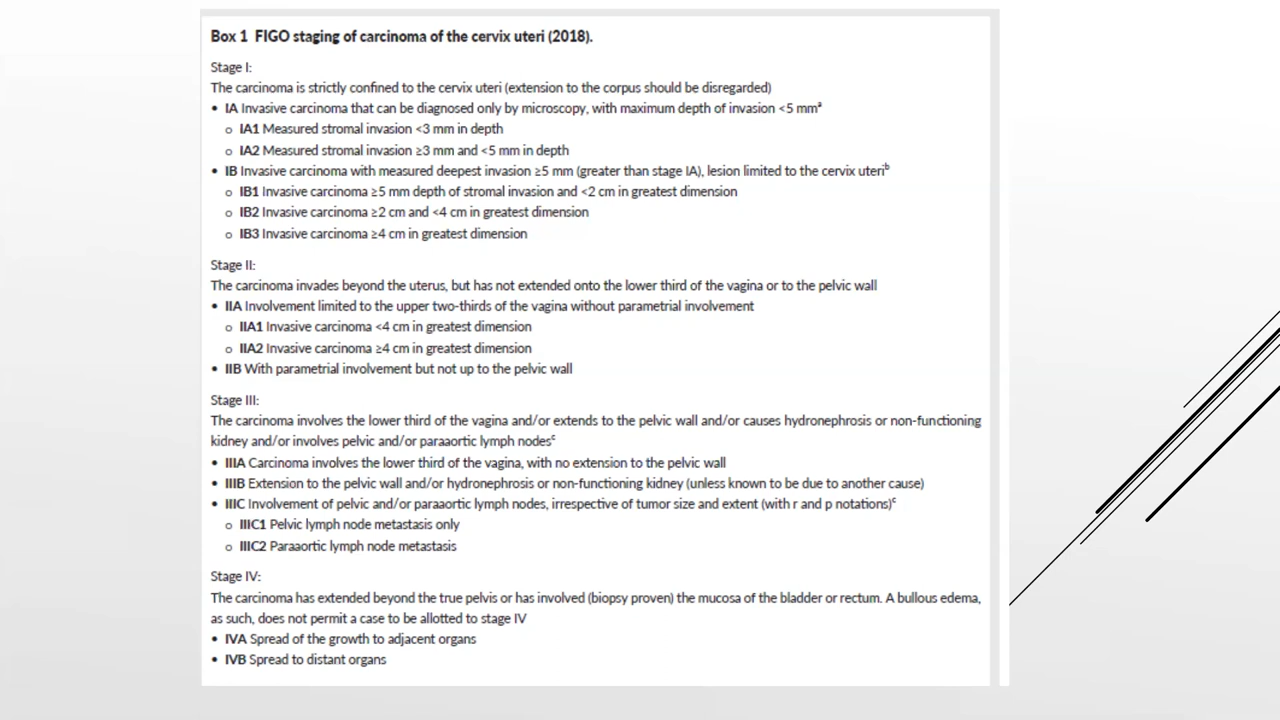 Box 1 FIGO staging of carcinoma of the cervix uteri (2018).
Stage I:
The carcinoma is strictly confined to the cervix uteri (extension to the corpus should be disregarded)
• IA Invasive carcinoma that can be diagnosed only by microscopy, with maximum depth of invasion <5 mmᵃ
o IA1 Measured stromal invasion <3 mm in depth
o IA2 Measured stromal invasion ≥3 mm and <5 mm in depth
• IB Invasive carcinoma with measured deepest invasion ≥5 mm (greater than stage IA), lesion limited to the cervix uteriᵇ
o IB1 Invasive carcinoma ≥5 mm depth of stromal invasion and <2 cm in greatest dimension
o IB2 Invasive carcinoma ≥2 cm and <4 cm in greatest dimension
o IB3 Invasive carcinoma ≥4 cm in greatest dimension
Stage II:
The carcinoma invades beyond the uterus, but has not extended onto the lower third of the vagina or to the pelvic wall
• IIA Involvement limited to the upper two-thirds of the vagina without parametrial involvement
o IIA1 Invasive carcinoma <4 cm in greatest dimension
o IIA2 Invasive carcinoma ≥4 cm in greatest dimension
• IIB With parametrial involvement but not up to the pelvic wall
Stage III:
The carcinoma involves the lower third of the vagina and/or extends to the pelvic wall and/or causes hydronephrosis or non-functioning
kidney and/or involves pelvic and/or paraaortic lymph nodesᶜ
• IIIA Carcinoma involves the lower third of the vagina, with no extension to the pelvic wall
• IIIB Extension to the pelvic wall and/or hydronephrosis or non-functioning kidney (unless known to be due to another cause)
• IIIC Involvement of pelvic and/or paraaortic lymph nodes, irrespective of tumor size and extent (with r and p notations)ᶜ
o IIIC1 Pelvic lymph node metastasis only
o IIIC2 Paraaortic lymph node metastasis
Stage IV:
The carcinoma has extended beyond the true pelvis or has involved (biopsy proven) the mucosa of the bladder or rectum. A bullous edema,
as such, does not permit a case to be allotted to stage IV
• IVA Spread of the growth to adjacent organs
• IVB Spread to distant organs